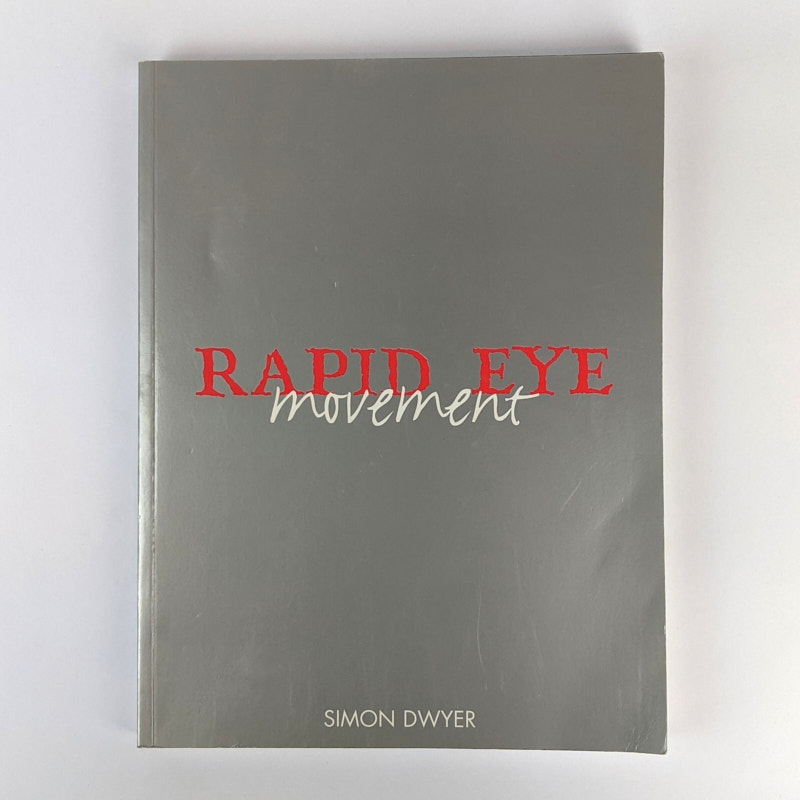 RAPID EYE
movement
SIMON DWYER